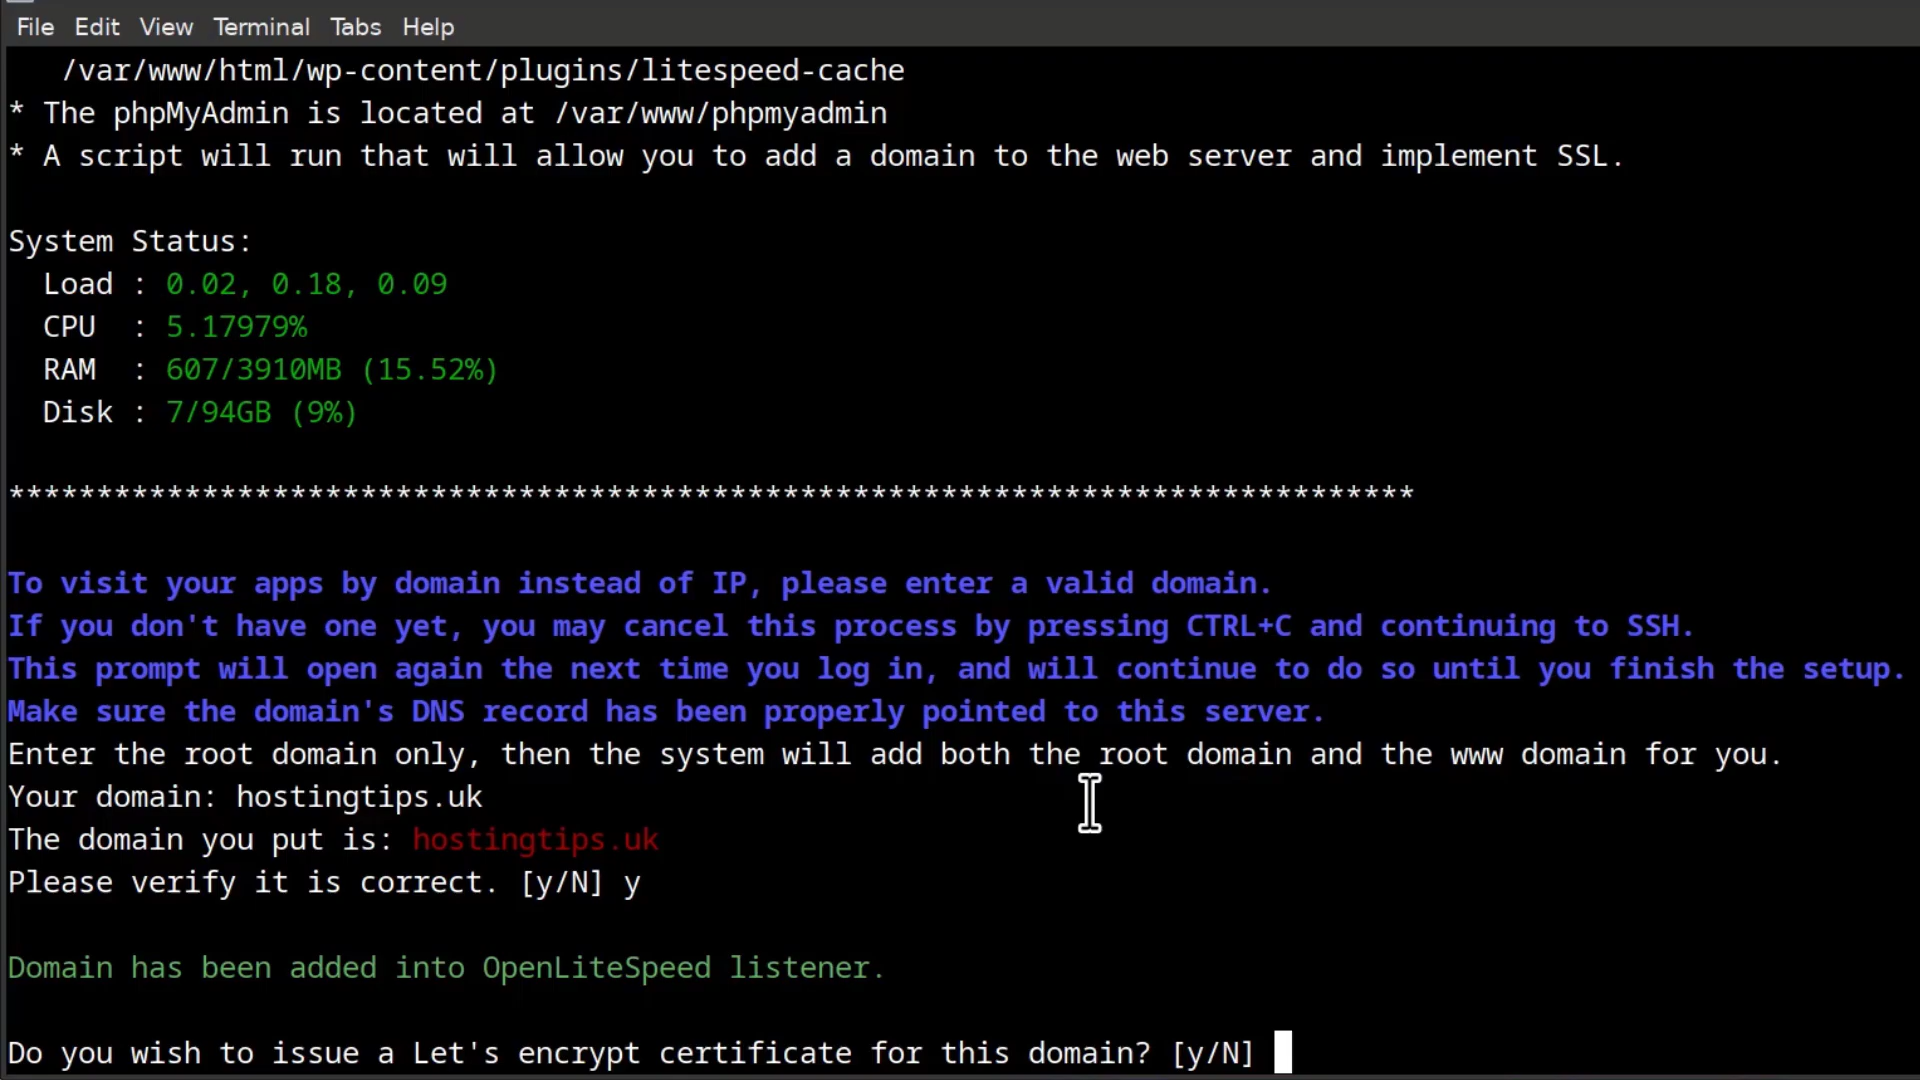 File Edit View Terminal Tabs Help
/var/www/html/wp-content/plugins/litespeed-cache
* The phpMyAdmin is located at /var/www/phpmyadmin
* A script will run that will allow you to add a domain to the web server and implement SSL.
System Status:
Load : 0.02, 0.18, 0.09
CPU : 5.17979%
RAM : 607/3910MB (15.52%)
Disk : 7/94GB (9%)
********************************************************************************
To visit your apps by domain instead of IP, please enter a valid domain.
If you don't have one yet, you may cancel this process by pressing CTRL+C and continuing to SSH.
This prompt will open again the next time you log in, and will continue to do so until you finish the setup.
Make sure the domain's DNS record has been properly pointed to this server.
Enter the root domain only, then the system will add both the root domain and the www domain for you.
Your domain: hostingtips.uk
The domain you put is: hostingtips.uk
Please verify it is correct. [y/N] y
Domain has been added into OpenLiteSpeed listener.
Do you wish to issue a Let's encrypt certificate for this domain? [y/N]